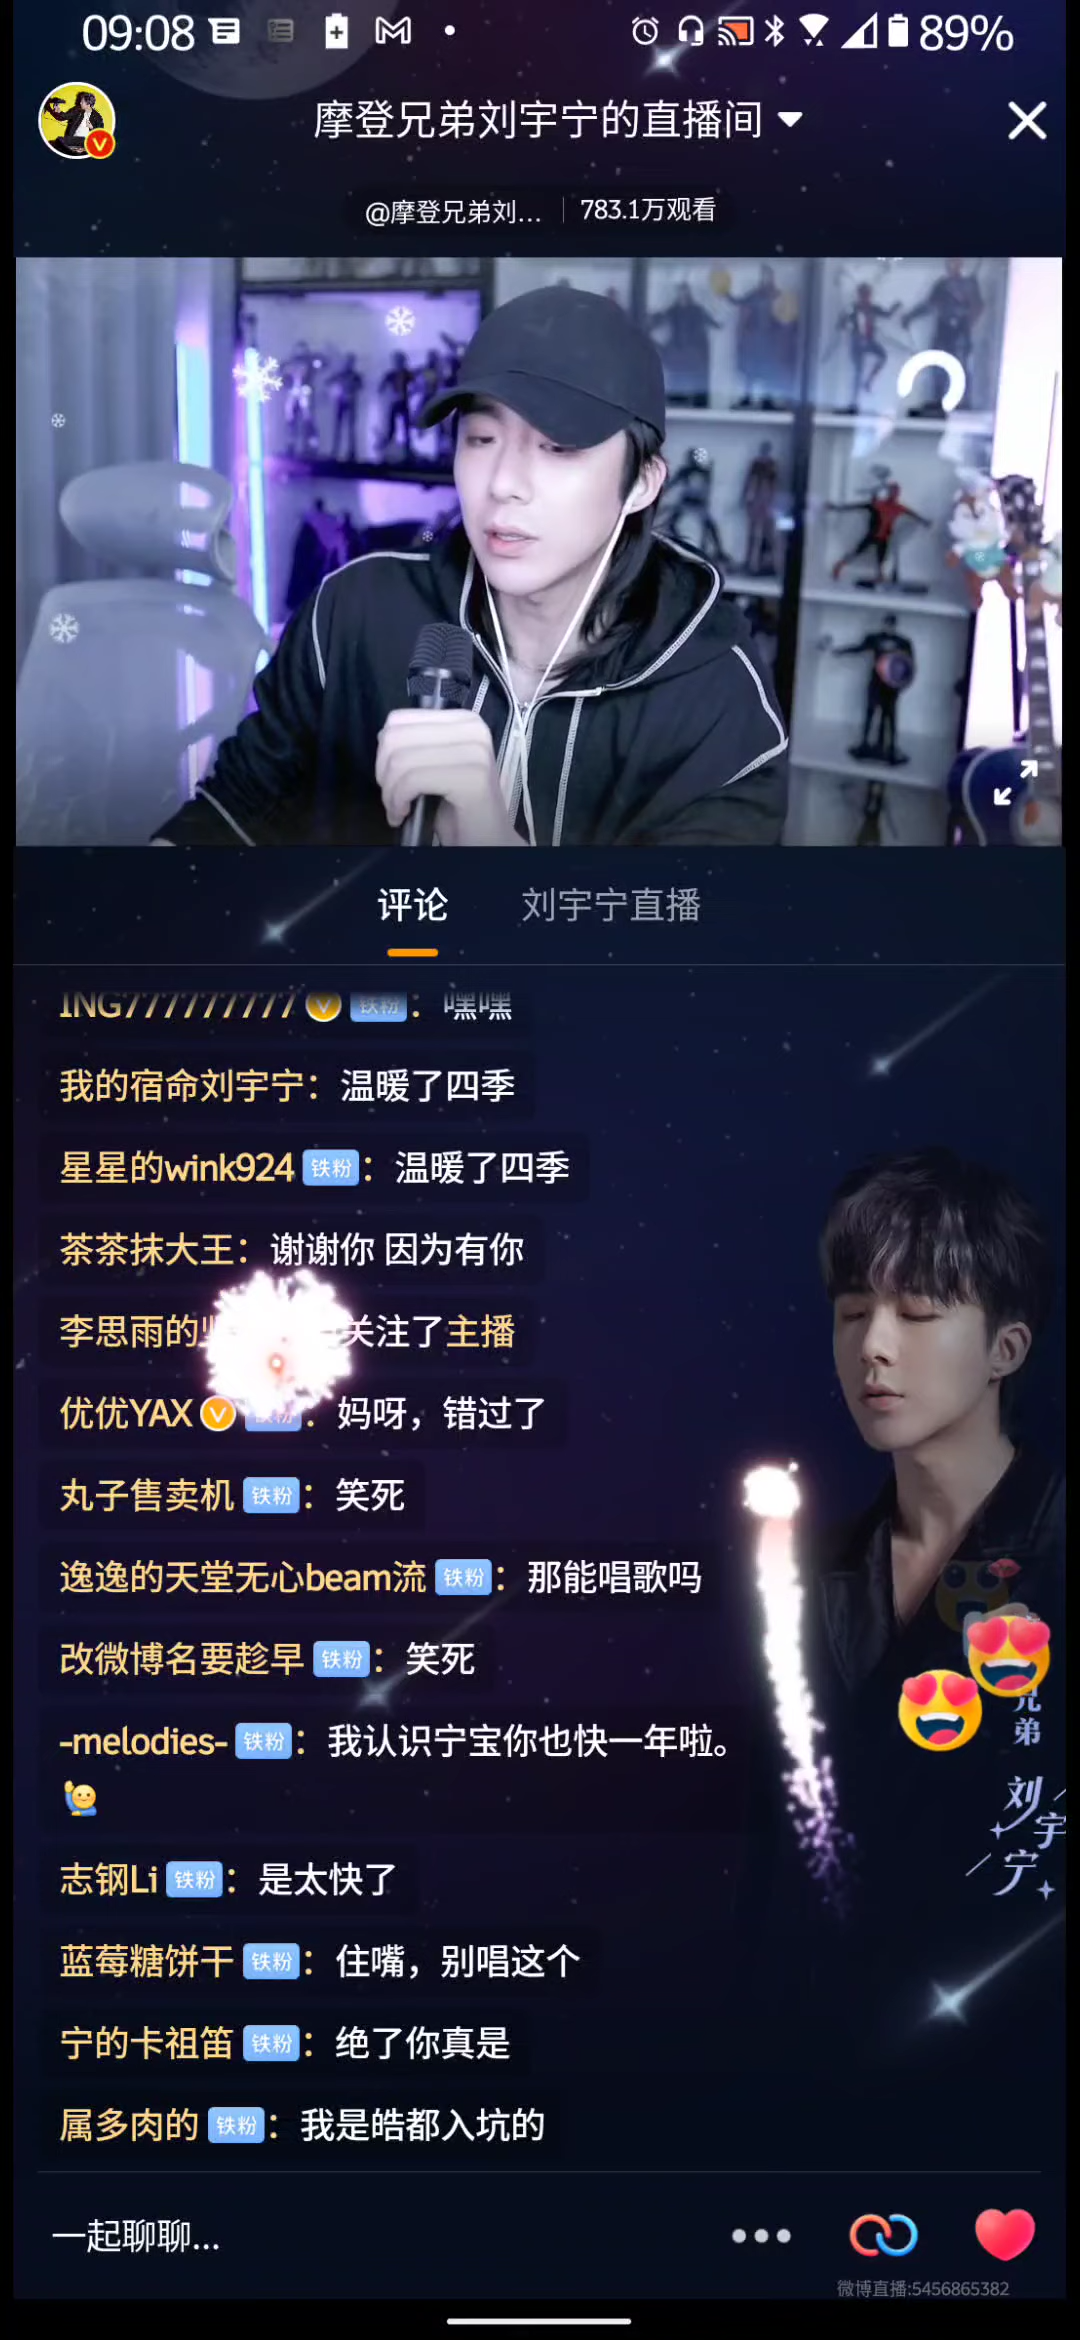 09:08
89%
摩登兄弟刘宇宁的直播间
@摩登兄弟刘... 783.1万观看
评论 刘宇宁直播
ING777777777 铁粉：嘿嘿
我的宿命刘宇宁：温暖了四季
星星的wink924 铁粉：温暖了四季
茶茶抹大王：谢谢你 因为有你
李思雨的 关注了主播
优优YAX 铁粉：妈呀，错过了
丸子售卖机 铁粉：笑死
逸逸的天堂无心beam流 铁粉：那能唱歌吗
改微博名要趁早 铁粉：笑死
-melodies- 铁粉：我认识宁宝你也快一年啦。
🙋
志钢Li 铁粉：是太快了
蓝莓糖饼干 铁粉：住嘴，别唱这个
宁的卡祖笛 铁粉：绝了你真是
属多肉的 铁粉：我是皓都入坑的
兄弟
刘宇宁
一起聊聊...
微博直播:5456865382